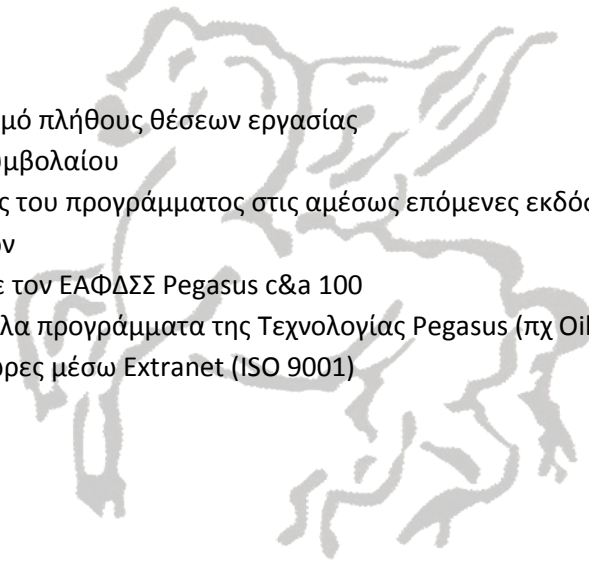 μό πλήθους θέσεων εργασίας
μβολαίου
ς του προγράμματος στις αμέσως επόμενες εκδόσ
ν
ε τον ΕΑΦΔΣΣ Pegasus c&a 100
λα προγράμματα της Τεχνολογίας Pegasus (πχ Oil
ρες μέσω Extranet (ISO 9001)